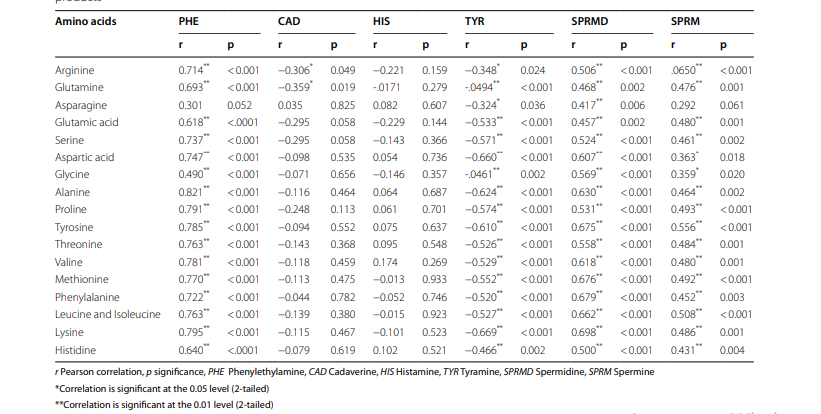 products
Amino acids PHE CAD HIS TYR SPRMD SPRM
r p r p r p r p r p r p
Arginine 0.714** <0.001 −0.306* 0.049 −0.221 0.159 −0.348* 0.024 0.506** <0.001 .0650** <0.001
Glutamine 0.693** <0.001 −0.359* 0.019 -.0171 0.279 -.0494** <0.001 0.468** 0.002 0.476** 0.001
Asparagine 0.301 0.052 0.035 0.825 0.082 0.607 −0.324* 0.036 0.417** 0.006 0.292 0.061
Glutamic acid 0.618** <.0001 −0.295 0.058 −0.229 0.144 −0.533** <0.001 0.457** 0.002 0.480** 0.001
Serine 0.737** <0.001 −0.295 0.058 −0.143 0.366 −0.571** <0.001 0.524** <0.001 0.461** 0.002
Aspartic acid 0.747** <0.001 −0.098 0.535 0.054 0.736 −0.660** <0.001 0.607** <0.001 0.363* 0.018
Glycine 0.490** <0.001 −0.071 0.656 −0.146 0.357 -.0461** 0.002 0.569** <0.001 0.359* 0.020
Alanine 0.821** <0.001 −0.116 0.464 0.064 0.687 −0.624** <0.001 0.630** <0.001 0.464** 0.002
Proline 0.791** <0.001 −0.248 0.113 0.061 0.701 −0.574** <0.001 0.531** <0.001 0.493** <0.001
Tyrosine 0.785** <0.001 −0.094 0.552 0.075 0.637 −0.610** <0.001 0.675** <0.001 0.556** <0.001
Threonine 0.763** <0.001 −0.143 0.368 0.095 0.548 −0.526** <0.001 0.558** <0.001 0.484** 0.001
Valine 0.781** <0.001 −0.118 0.459 0.174 0.269 −0.529** <0.001 0.618** <0.001 0.480** 0.001
Methionine 0.770** <0.001 −0.113 0.475 −0.013 0.933 −0.552** <0.001 0.676** <0.001 0.492** <0.001
Phenylalanine 0.722** <0.001 −0.044 0.782 −0.052 0.746 −0.520** <0.001 0.679** <0.001 0.452** 0.003
Leucine and Isoleucine 0.763** <0.001 −0.139 0.380 −0.015 0.923 −0.527** <0.001 0.662** <0.001 0.508** <0.001
Lysine 0.795** <0.001 −0.115 0.467 −0.101 0.523 −0.669** <0.001 0.698** <0.001 0.486** 0.001
Histidine 0.640** <.0001 −0.079 0.619 0.102 0.521 −0.466** 0.002 0.500** <0.001 0.431** 0.004
r Pearson correlation, p significance, PHE Phenylethylamine, CAD Cadaverine, HIS Histamine, TYR Tyramine, SPRMD Spermidine, SPRM Spermine
*Correlation is significant at the 0.05 level (2-tailed)
**Correlation is significant at the 0.01 level (2-tailed)